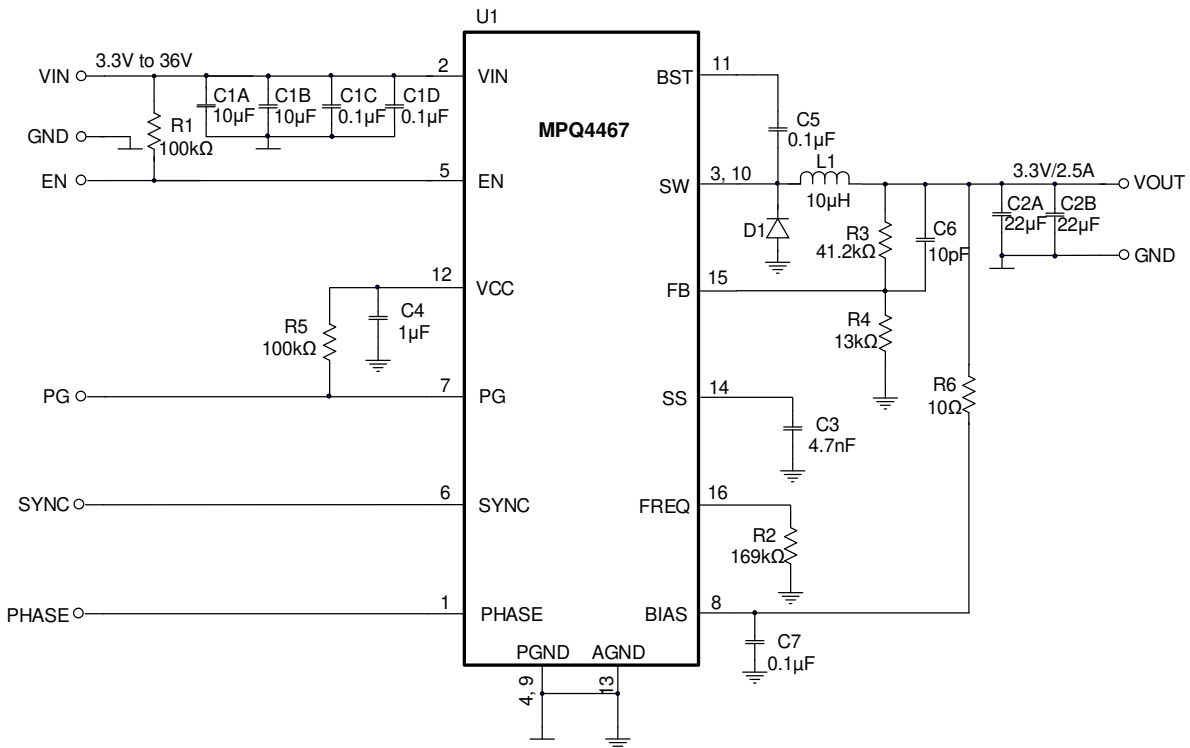 U1
3.3V to 36V
VIN
2
VIN
BST
11
C1A
10µF
C1B
10µF
C1C
0.1µF
C1D
0.1µF
MPQ4467
C5
0.1µF
GND
R1
100kΩ
EN
5
EN
SW
3, 10
L1
10µH
3.3V/2.5A
VOUT
C2A
22µF
C2B
22µF
D1
R3
41.2kΩ
C6
10pF
GND
12
VCC
FB
15
C4
1µF
R5
100kΩ
R4
13kΩ
PG
7
PG
SS
14
R6
10Ω
C3
4.7nF
SYNC
6
SYNC
FREQ
16
R2
169kΩ
PHASE
1
PHASE
BIAS
8
C7
0.1µF
PGND
AGND
4, 9
13